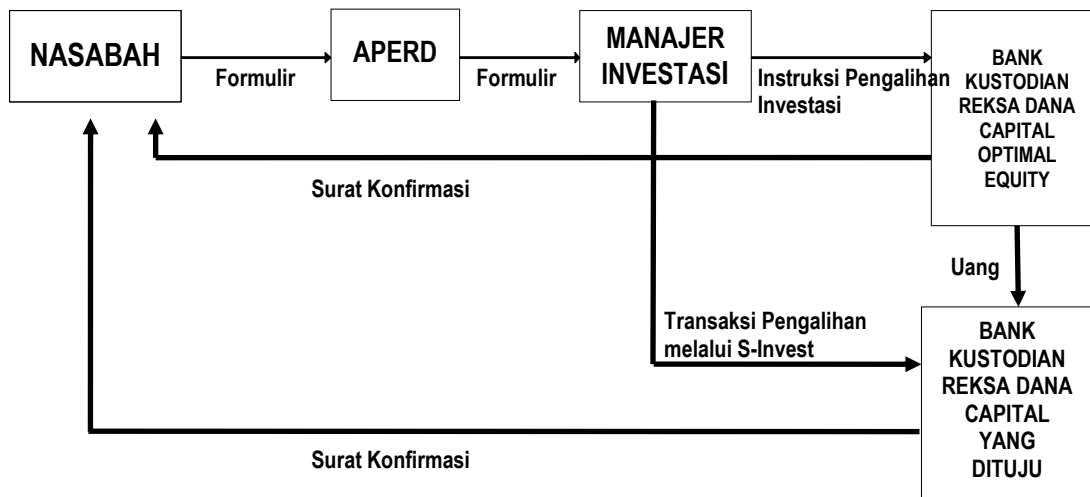 NASABAH
Formulir
APERD
Formulir
MANAJER
INVESTASI
Instruksi Pengalihan
Investasi
BANK
KUSTODIAN
REKSA DANA
CAPITAL
OPTIMAL
EQUITY
Surat Konfirmasi
Uang
Transaksi Pengalihan
melalui S-Invest
BANK
KUSTODIAN
REKSA DANA
CAPITAL
YANG
DITUJU
Surat Konfirmasi